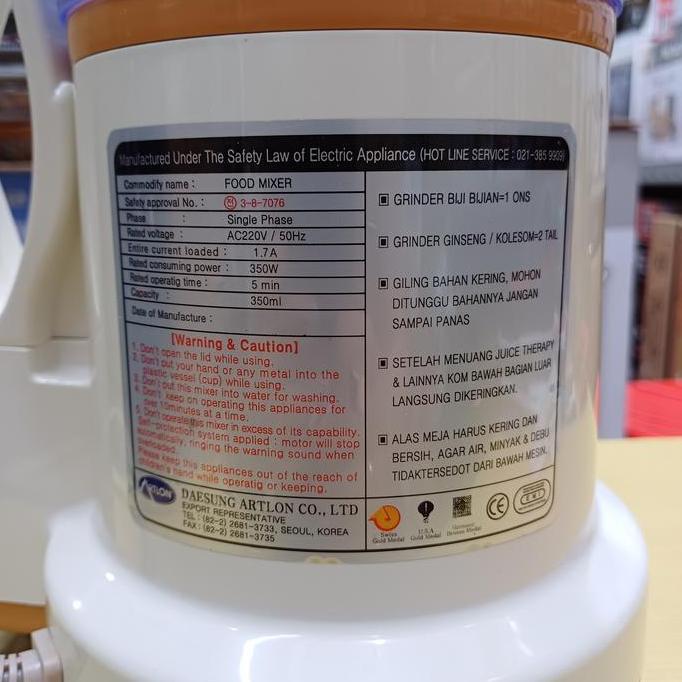 Manufactured Under The Safety Law of Electric Appliance (HOT LINE SERVICE : 021-385 9909)
Commodity name : FOOD MIXER
Safety approval No. : 3-8-7076
Phase : Single Phase
Rated voltage : AC220V / 50Hz
Entire current loaded : 1.7A
Rated consuming power : 350W
Rated operatig time : 5 min
Capacity : 350ml
Date of Manufacture :
[Warning & Caution]
1. Don't open the lid while using.
2. Don't put your hand or any metal into the
plastic vessel (cup) while using.
3. Don't put this mixer into water for washing.
4. Don't keep on operating this appliances for
over 10minutes at a time.
5. Don't operate this mixer in excess of its capability.
Self-protection system applied : motor will stop
automatically, ringing the warning sound when
overloaded.
Please keep this appliances out of the reach of
children's hand while operatig or keeping.
ARTLON
DAESUNG ARTLON CO., LTD
EXPORT REPRESENTATIVE
TEL : (82-2) 2681-3733, SEOUL, KOREA
FAX : (82-2) 2681-3735
GRINDER BIJI BIJIAN=1 ONS
GRINDER GINSENG / KOLESOM=2 TAIL
GILING BAHAN KERING, MOHON
DITUNGGU BAHANNYA JANGAN
SAMPAI PANAS
SETELAH MENUANG JUICE THERAPY
& LAINNYA KOM BAWAH BAGIAN LUAR
LANGSUNG DIKERINGKAN.
ALAS MEJA HARUS KERING DAN
BERSIH, AGAR AIR, MINYAK & DEBU
TIDAKTERSEDOT DARI BAWAH MESIN.
Swiss
Gold Medal
U.S.A
Gold Medal
Germany
Bronze Medal
CE
EMI